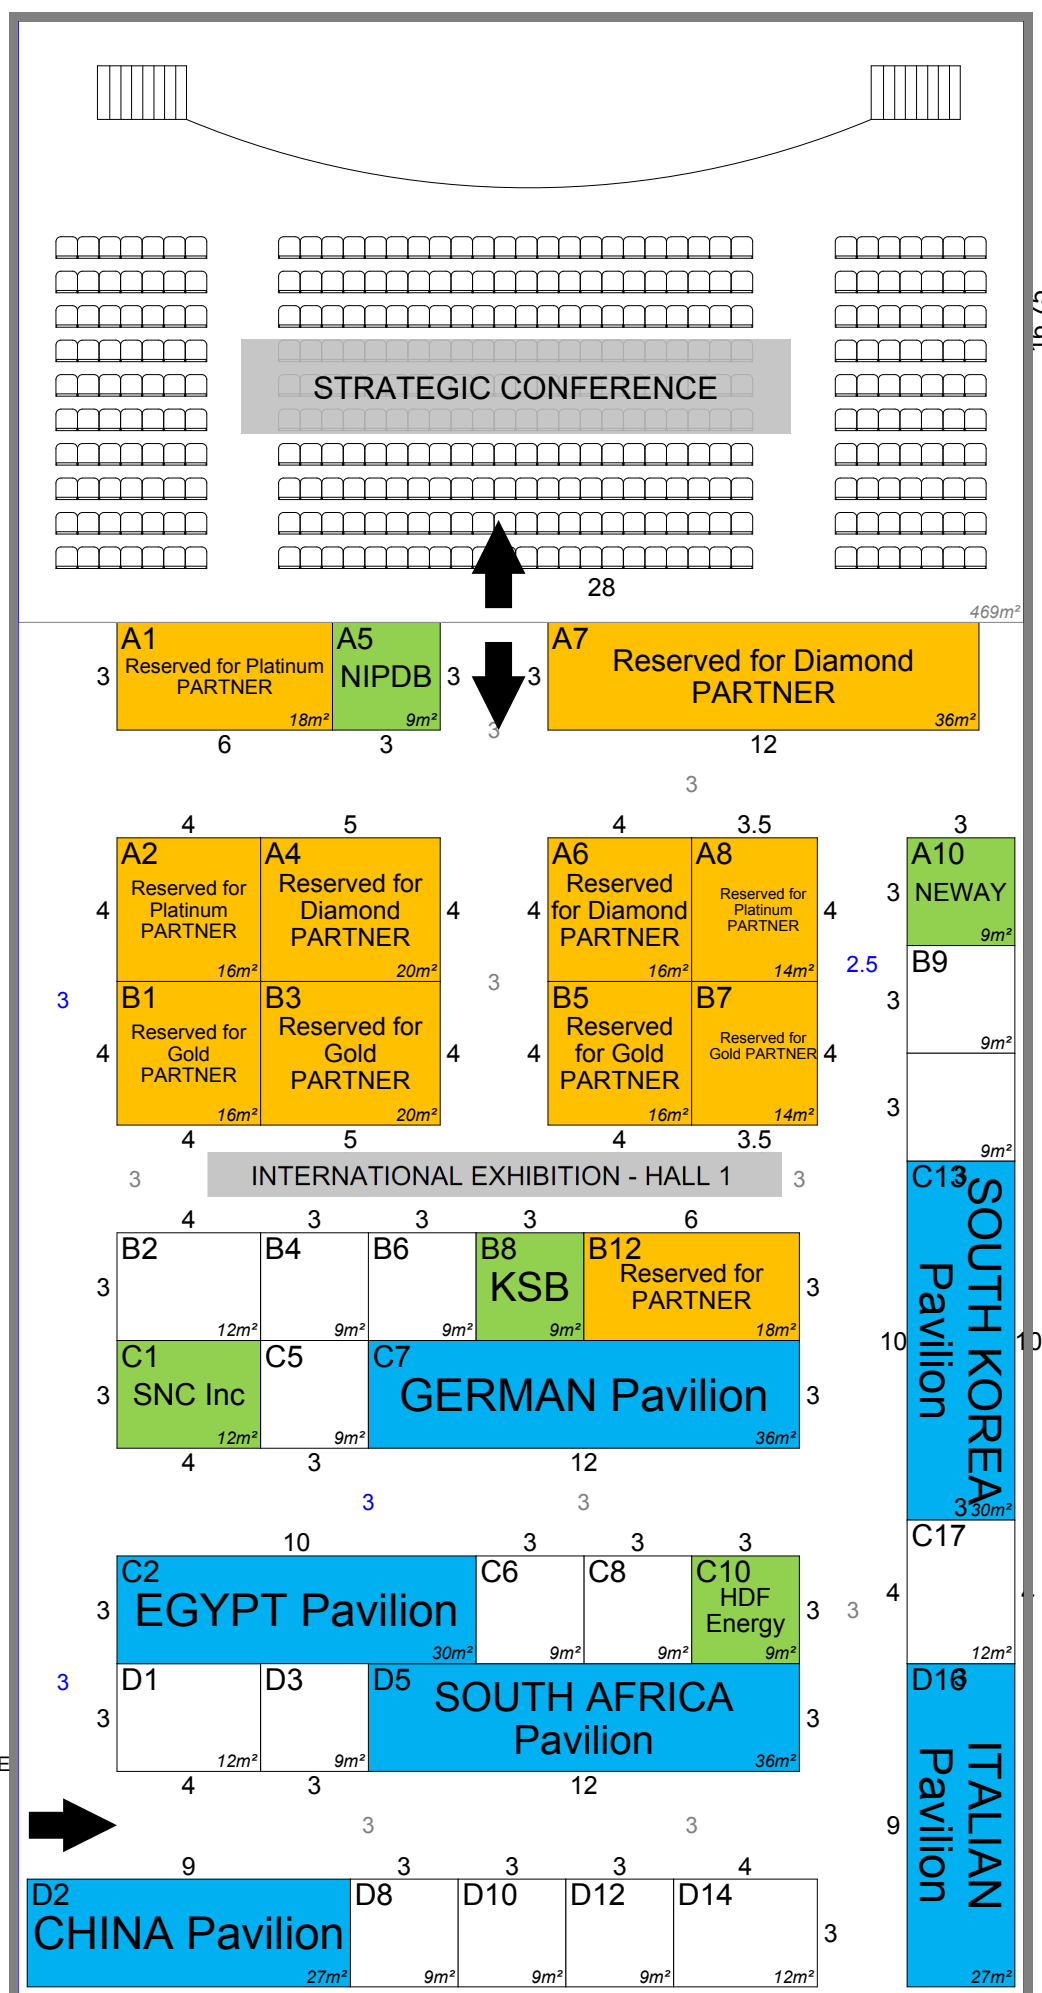 STRATEGIC CONFERENCE
28
469m²
A1
Reserved for Platinum
PARTNER
18m²
A5
NIPDB
9m²
A7
Reserved for Diamond
PARTNER
36m²
3
3
3
6
3
3
12
3
4
5
4
3.5
3
A2
Reserved for
Platinum
PARTNER
16m²
A4
Reserved for
Diamond
PARTNER
20m²
A6
Reserved
for Diamond
PARTNER
16m²
A8
Reserved for
Platinum
PARTNER
14m²
A10
NEWAY
9m²
4
4
4
4
3
2.5
3
3
B1
Reserved for
Gold
PARTNER
16m²
B3
Reserved for
Gold
PARTNER
20m²
B5
Reserved
for Gold
PARTNER
16m²
B7
Reserved for
Gold PARTNER
14m²
B9
9m²
3
9m²
3
4
4
4
4
4
5
4
3.5
3
INTERNATIONAL EXHIBITION - HALL 1
3
4
3
3
3
6
B2
12m²
B4
9m²
B6
9m²
B8
KSB
9m²
B12
Reserved for
PARTNER
18m²
3
3
C13
3
SOUTH KOREA
Pavilion
3
30m²
10
10
C1
SNC Inc
12m²
C5
9m²
C7
GERMAN Pavilion
36m²
3
3
4
3
12
3
3
10
3
3
3
C2
EGYPT Pavilion
30m²
C6
9m²
C8
9m²
C10
HDF
Energy
9m²
3
3
3
C17
4
12m²
D1
12m²
D3
9m²
D5
SOUTH AFRICA
Pavilion
36m²
3
3
3
4
3
12
D16
3
ITALIAN
Pavilion
9
27m²
3
3
9
3
3
3
4
D2
CHINA Pavilion
27m²
D8
9m²
D10
9m²
D12
9m²
D14
12m²
3